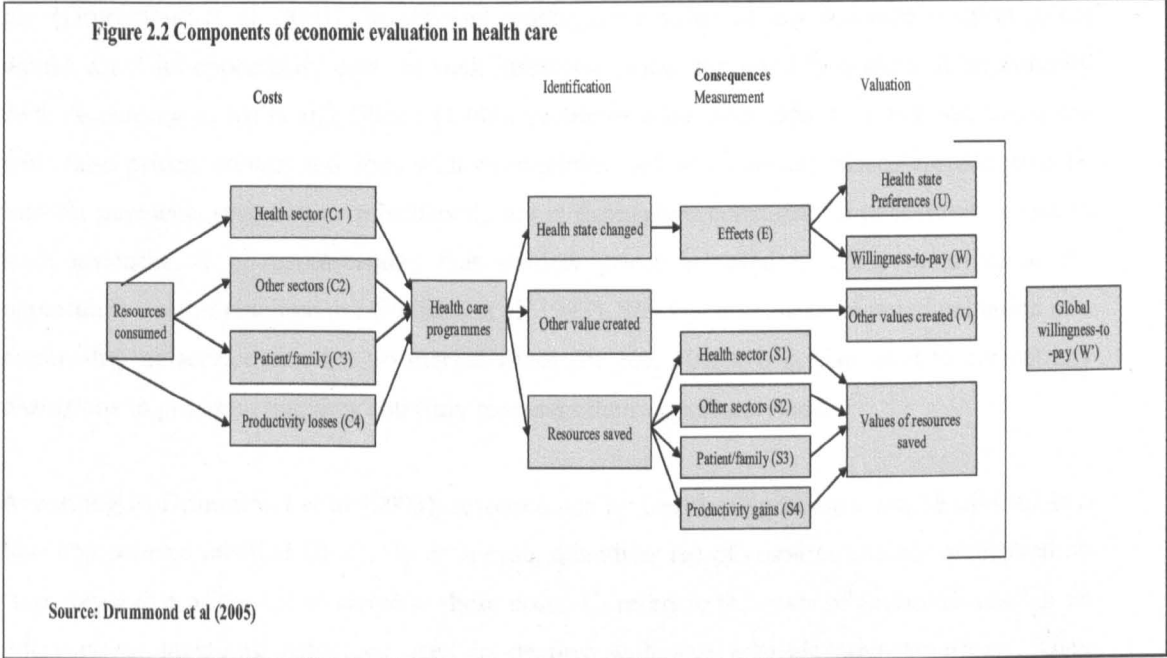 Figure 2.2 Components of economic evaluation in health care
Costs
Identification
Consequences
Measurement
Valuation
Resources
consumed
Health sector (C1)
Other sectors (C2)
Patient/family (C3)
Productivity losses (C4)
Health care
programmes
Health state changed
Other value created
Resources saved
Effects (E)
Health sector (S1)
Other sectors (S2)
Patient/family (S3)
Productivity gains (S4)
Health state
Preferences (U)
Willingness-to-pay (W)
Other values created (V)
Values of resources
saved
Global
willingness-to
-pay (W')
Source: Drummond et al (2005)